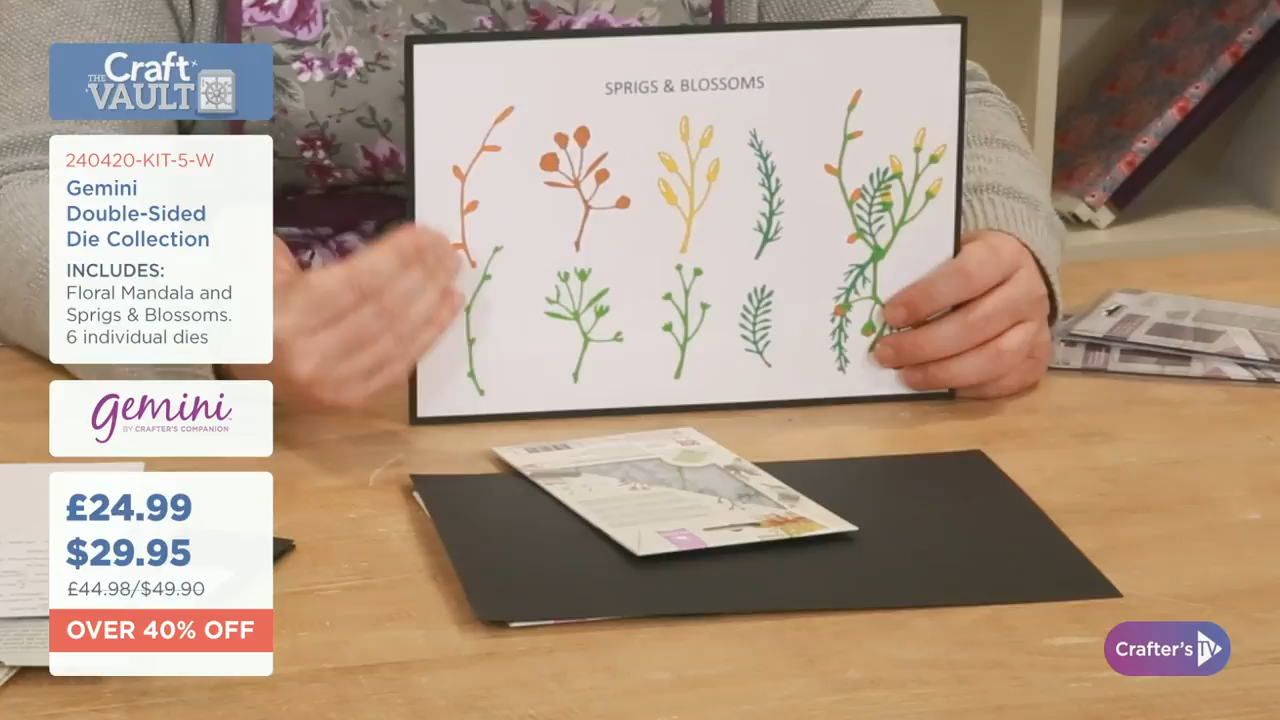 THE Craft
VAULT
240420-KIT-5-W
Gemini
Double-Sided
Die Collection
INCLUDES:
Floral Mandala and
Sprigs & Blossoms.
6 individual dies
gemini
BY CRAFTER'S COMPANION
£24.99
$29.95
£44.98/$49.90
OVER 40% OFF
SPRIGS & BLOSSOMS
Crafter's TV